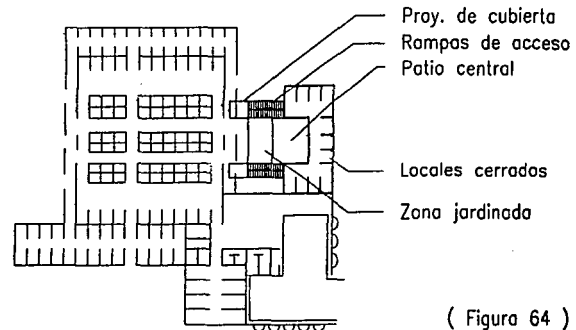 Proy. de cubierta
Rampas de acceso
Patio central
Locales cerrados
Zona jardinada
( Figura 64 )